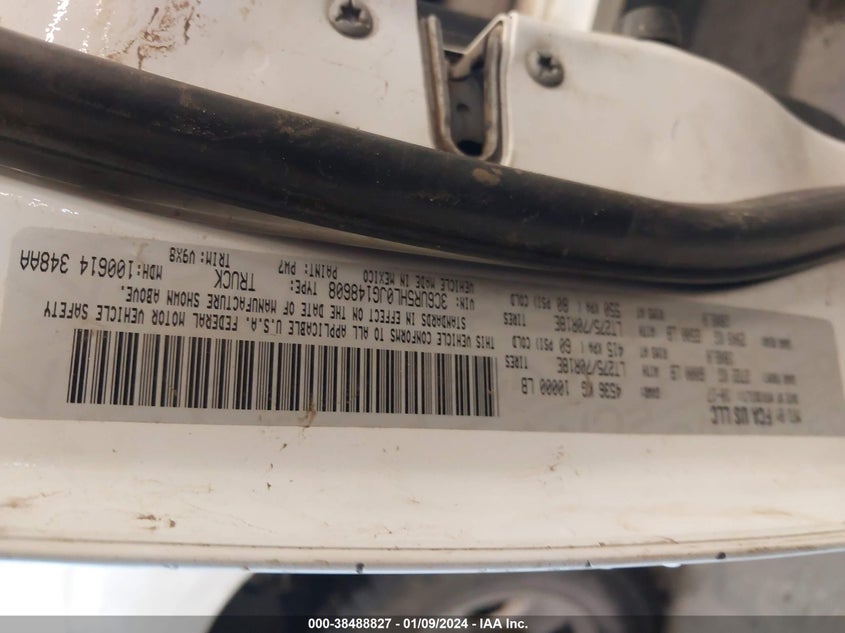 MFD BY FCA US LLC
GVWR:
4536 KG 10000 LB
LT275/70R18E TIRES
415 KPA ( 60 PSI) COLD
LT275/70R18E TIRES
550 KPA ( 80 PSI) COLD
THIS VEHICLE CONFORMS TO ALL APPLICABLE U.S.A. FEDERAL MOTOR VEHICLE SAFETY
STANDARDS IN EFFECT ON THE DATE OF MANUFACTURE SHOWN ABOVE.
VIN: 3C6UR5HL0JG148608 TYPE: TRUCK
VEHICLE MADE IN MEXICO PAINT: PW7 TRIM: V9X8
MDH: 100614 348AA
000-38488827 | 01/09/2024 | IAA Inc.